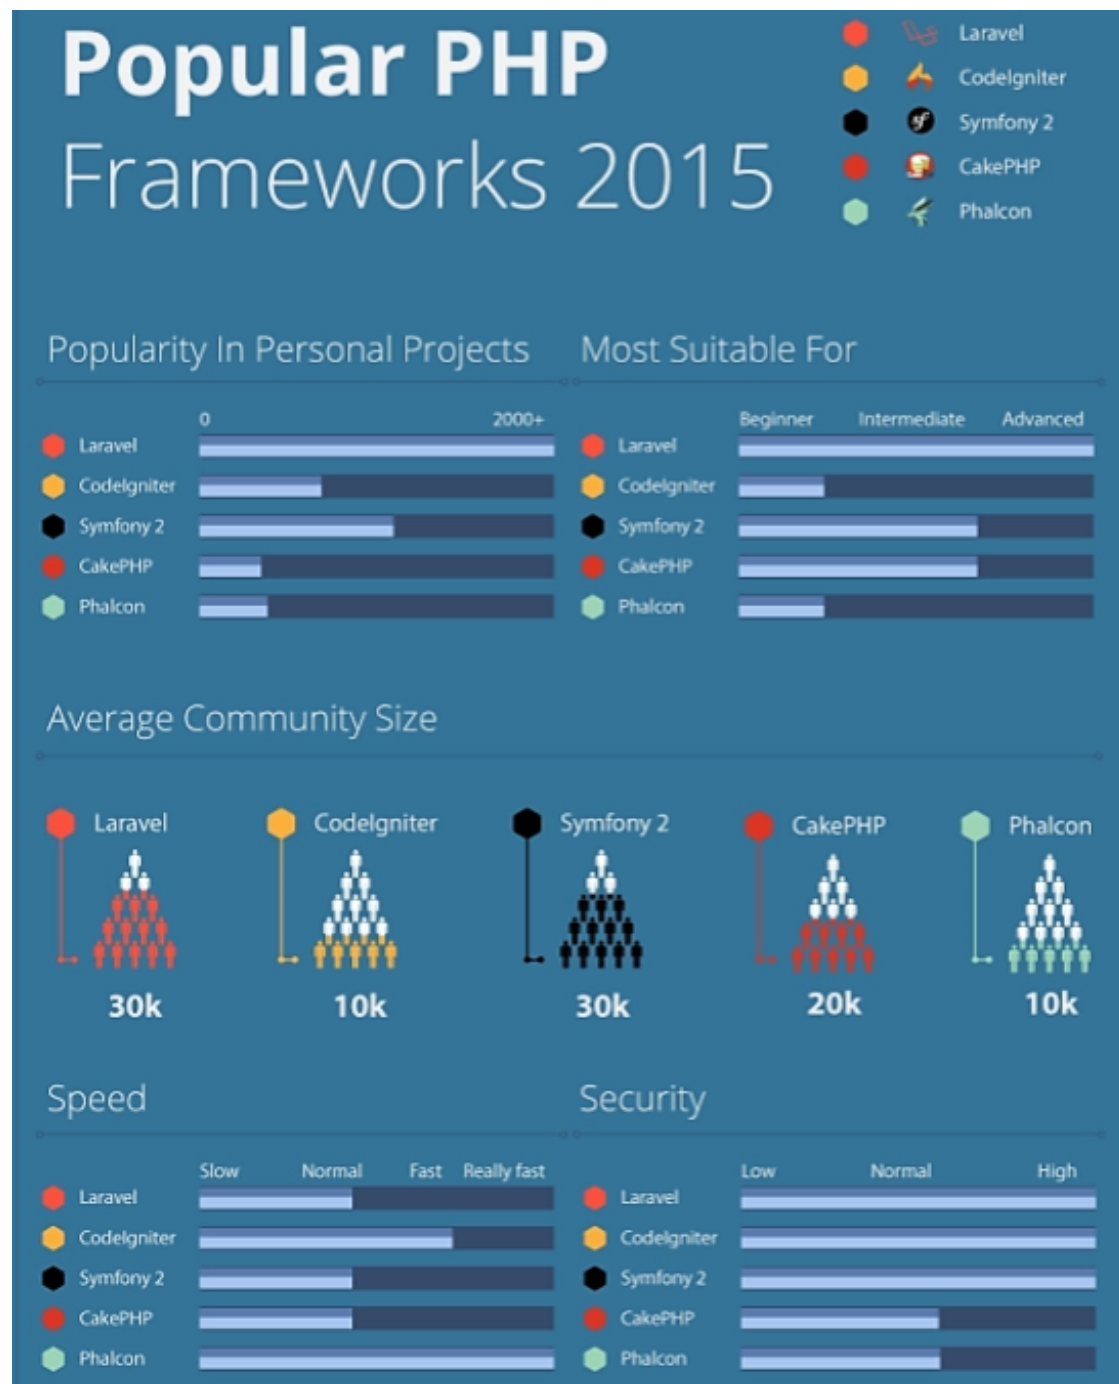 Popular PHP
Frameworks 2015
Laravel
CodeIgniter
Symfony 2
CakePHP
Phalcon
Popularity In Personal Projects
0 2000+
Laravel
CodeIgniter
Symfony 2
CakePHP
Phalcon
Most Suitable For
Beginner Intermediate Advanced
Laravel
CodeIgniter
Symfony 2
CakePHP
Phalcon
Average Community Size
Laravel CodeIgniter Symfony 2 CakePHP Phalcon
30k 10k 30k 20k 10k
Speed
Slow Normal Fast Really fast
Laravel
CodeIgniter
Symfony 2
CakePHP
Phalcon
Security
Low Normal High
Laravel
CodeIgniter
Symfony 2
CakePHP
Phalcon